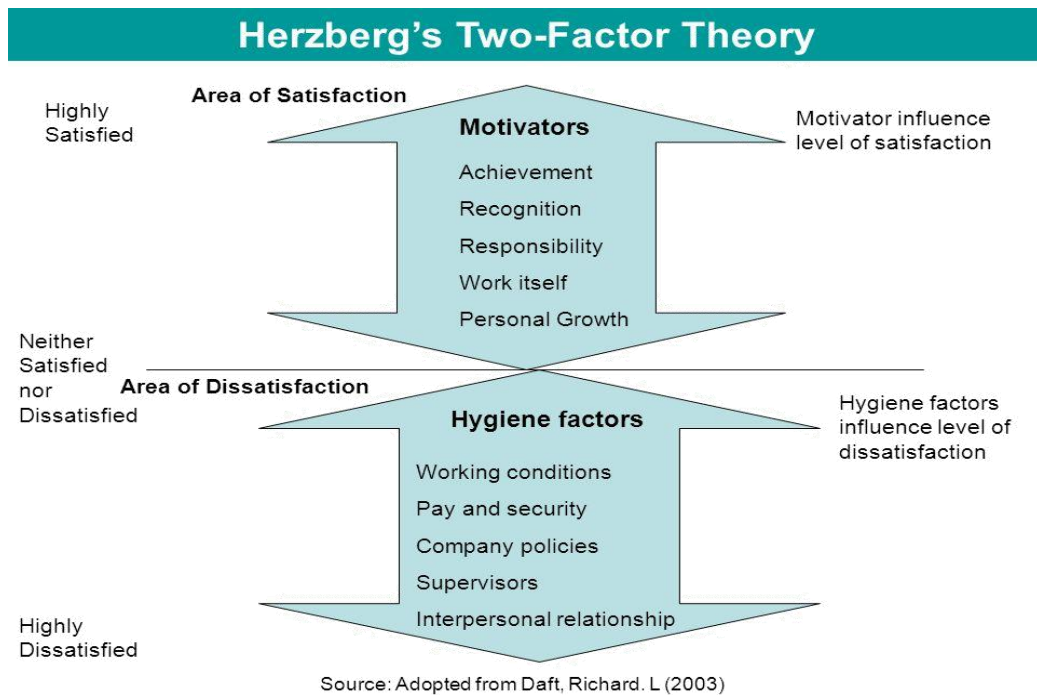 Herzberg's Two-Factor Theory
Area of Satisfaction
Highly
Satisfied
Motivators
Motivator influence
level of satisfaction
Achievement
Recognition
Responsibility
Work itself
Personal Growth
Neither
Satisfied
nor
Dissatisfied
Area of Dissatisfaction
Hygiene factors
Hygiene factors
influence level of
dissatisfaction
Working conditions
Pay and security
Company policies
Supervisors
Interpersonal relationship
Highly
Dissatisfied
Source: Adopted from Daft, Richard. L (2003)